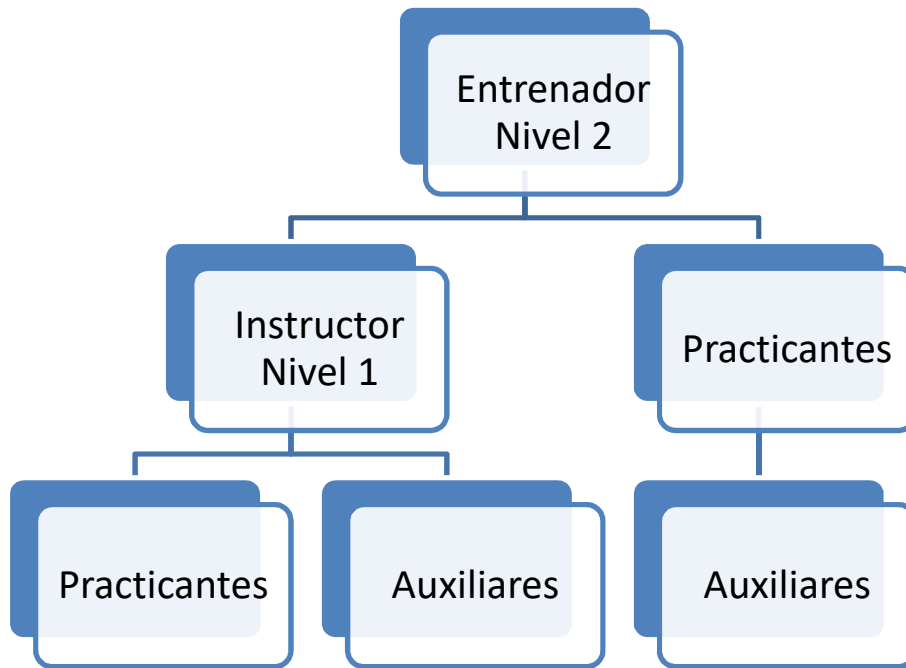 Entrenador
Nivel 2
Instructor
Nivel 1
Practicantes
Practicantes
Auxiliares
Auxiliares